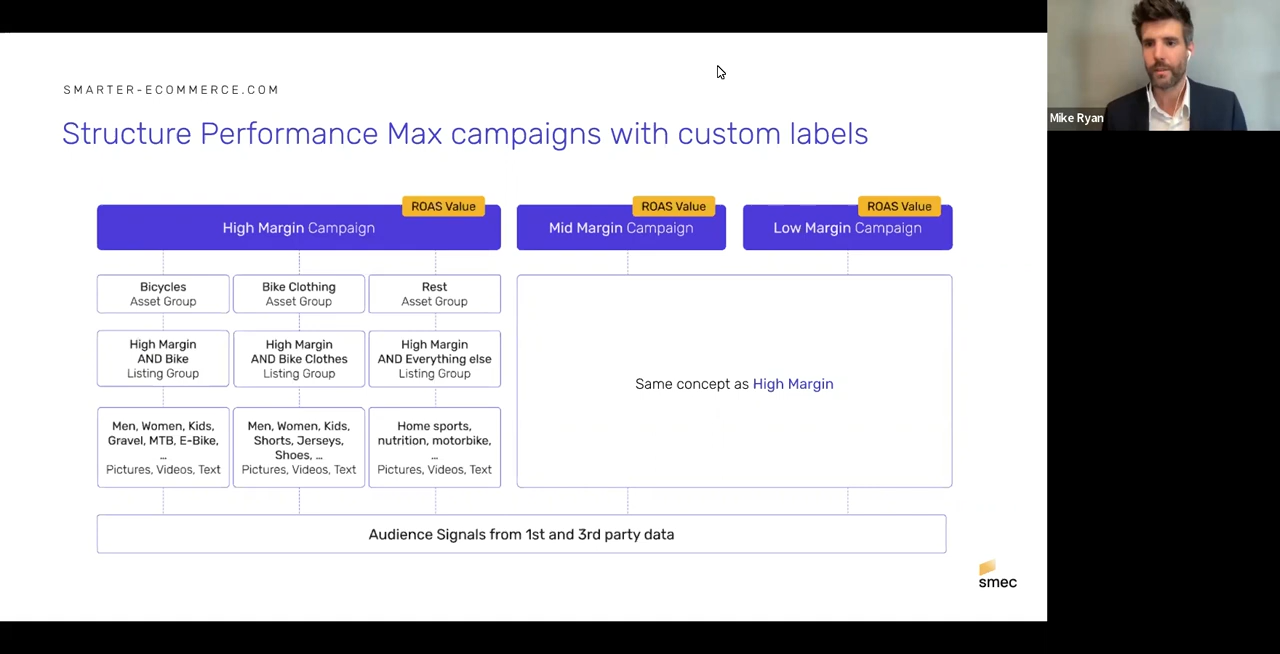 SMARTER-ECOMMERCE.COM
Structure Performance Max campaigns with custom labels
Mike Ryan
ROAS Value
High Margin Campaign
ROAS Value
Mid Margin Campaign
ROAS Value
Low Margin Campaign
Bicycles
Asset Group
Bike Clothing
Asset Group
Rest
Asset Group
High Margin
AND Bike
Listing Group
High Margin
AND Bike Clothes
Listing Group
High Margin
AND Everything else
Listing Group
Men, Women, Kids,
Gravel, MTB, E-Bike,
...
Pictures, Videos, Text
Men, Women, Kids,
Shorts, Jerseys,
Shoes, ...
Pictures, Videos, Text
Home sports,
nutrition, motorbike,
...
Pictures, Videos, Text
Same concept as High Margin
Audience Signals from 1st and 3rd party data
smec